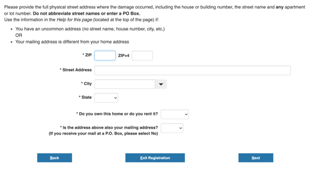 Please provide the full physical street address where the damage occurred, including the house or building number, the street name and any apartment
or lot number. Do not abbreviate street names or enter a PO Box.
Use the information in the Help for this page (located at the top of the page) if:
• You have an uncommon address (no street name, house number, city, etc.)
OR
• Your mailing address is different from your home address
* ZIP
ZIP+4
* Street Address
* City
* State
* Do you own this home or do you rent it?
* Is the address above also your mailing address?
(If you receive your mail at a P.O. Box, please select No)
Back
Exit Registration
Next